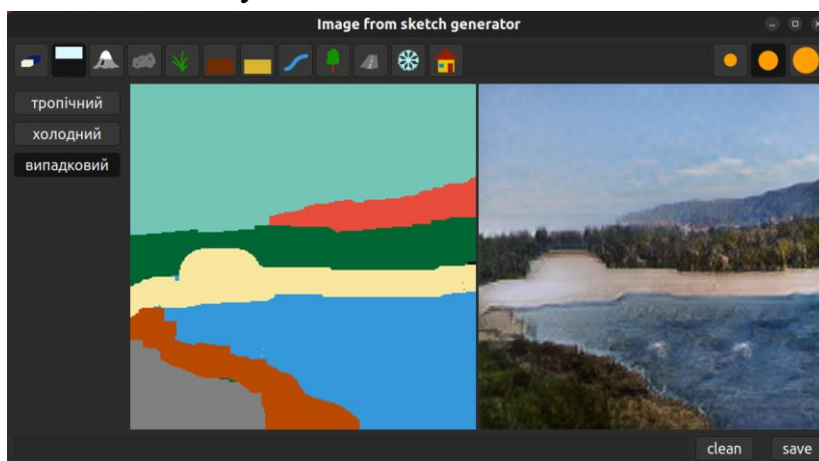 Image from sketch generator
тропічний
холодний
випадковий
clean
save